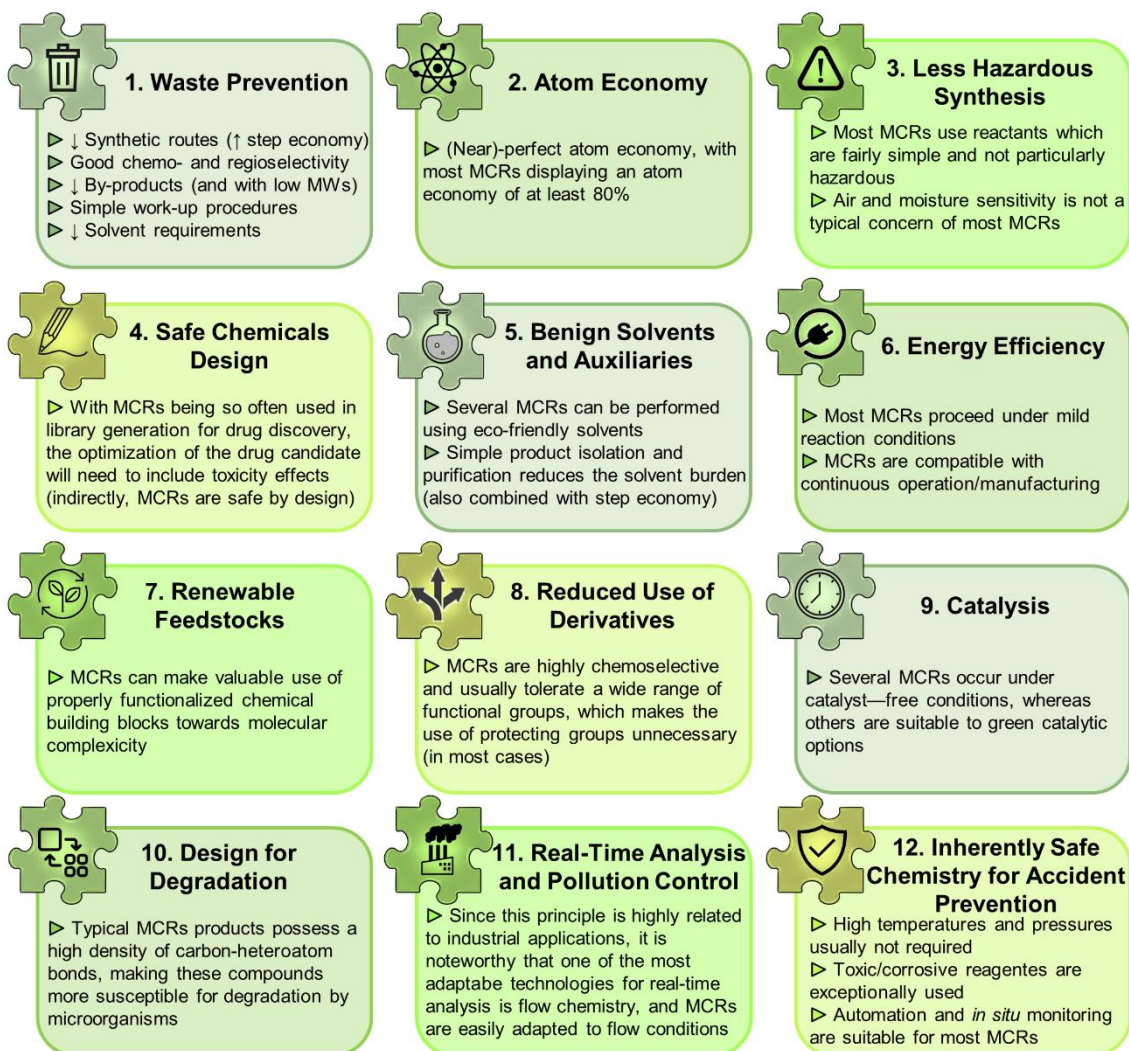 1. Waste Prevention
▷ ↓ Synthetic routes (↑ step economy)
▷ Good chemo- and regioselectivity
▷ ↓ By-products (and with low MWs)
▷ Simple work-up procedures
▷ ↓ Solvent requirements
2. Atom Economy
▷ (Near)-perfect atom economy, with
most MCRs displaying an atom
economy of at least 80%
3. Less Hazardous
Synthesis
▷ Most MCRs use reactants which
are fairly simple and not particularly
hazardous
▷ Air and moisture sensitivity is not a
typical concern of most MCRs
4. Safe Chemicals
Design
▷ With MCRs being so often used in
library generation for drug discovery,
the optimization of the drug candidate
will need to include toxicity effects
(indirectly, MCRs are safe by design)
5. Benign Solvents
and Auxiliaries
▷ Several MCRs can be performed
using eco-friendly solvents
▷ Simple product isolation and
purification reduces the solvent burden
(also combined with step economy)
6. Energy Efficiency
▷ Most MCRs proceed under mild
reaction conditions
▷ MCRs are compatible with
continuous operation/manufacturing
7. Renewable
Feedstocks
▷ MCRs can make valuable use of
properly functionalized chemical
building blocks towards molecular
complexicity
8. Reduced Use of
Derivatives
▷ MCRs are highly chemoselective
and usually tolerate a wide range of
functional groups, which makes the
use of protecting groups unnecessary
(in most cases)
9. Catalysis
▷ Several MCRs occur under
catalyst—free conditions, whereas
others are suitable to green catalytic
options
10. Design for
Degradation
▷ Typical MCRs products possess a
high density of carbon-heteroatom
bonds, making these compounds
more susceptible for degradation by
microorganisms
11. Real-Time Analysis
and Pollution Control
▷ Since this principle is highly related
to industrial applications, it is
noteworthy that one of the most
adaptabe technologies for real-time
analysis is flow chemistry, and MCRs
are easily adapted to flow conditions
12. Inherently Safe
Chemistry for Accident
Prevention
▷ High temperatures and pressures
usually not required
▷ Toxic/corrosive reagentes are
exceptionally used
▷ Automation and in situ monitoring
are suitable for most MCRs